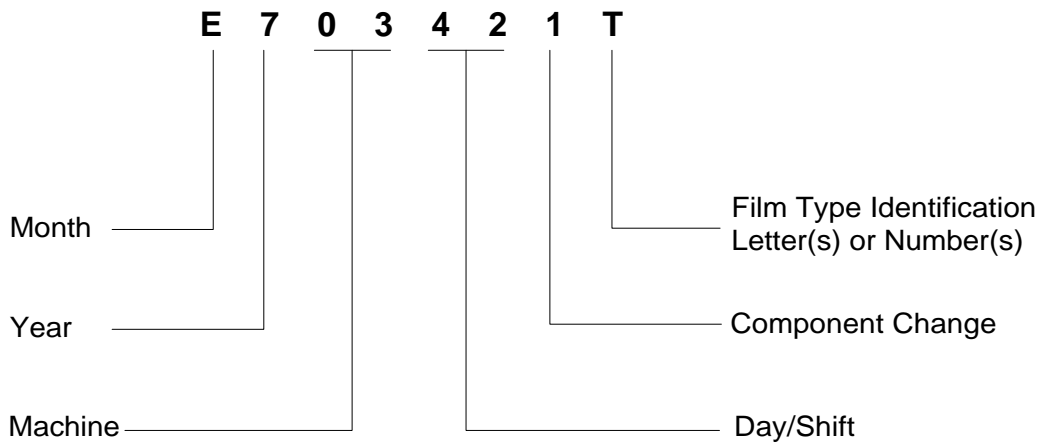 E 7 0 3 4 2 1 T
Month
Film Type Identification
Letter(s) or Number(s)
Year
Component Change
Machine
Day/Shift